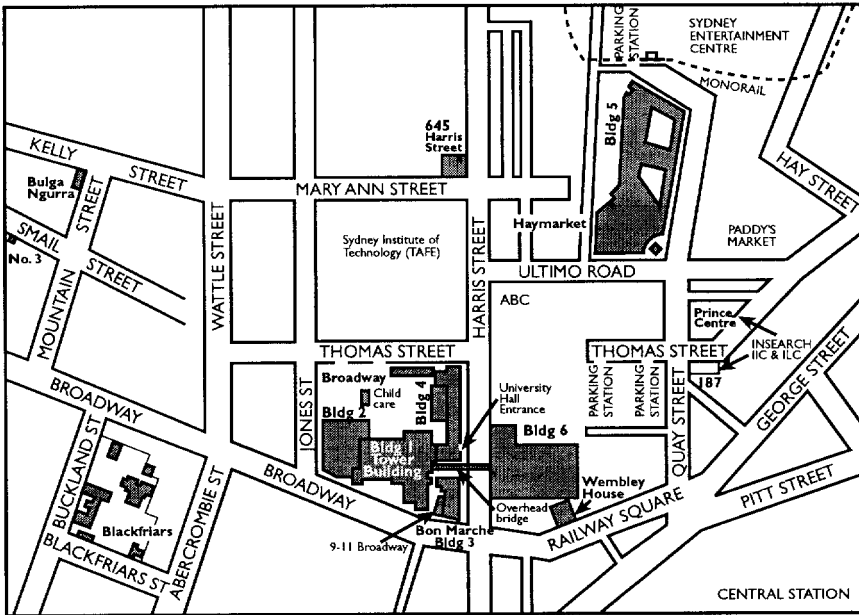 PARKING
STATION
SYDNEY
ENTERTAINMENT
CENTRE
MONORAIL
645
Harris
Street
Bldg 5
KELLY
STREET
Bulga
Ngurra
MARY ANN STREET
HAY STREET
SMAIL
STREET
No. 3
MOUNTAIN
STREET
WATTLE STREET
Sydney Institute of
Technology (TAFE)
HARRIS STREET
Haymarket
PADDY'S
MARKET
ULTIMO ROAD
ABC
Prince
Centre
INSEARCH
IIC & ILC
THOMAS STREET
THOMAS STREET
187
GEORGE STREET
BROADWAY
JONES ST
Broadway
Child
care
Bldg 4
Bldg 2
University
Hall
Entrance
PARKING
STATION
PARKING
STATION
QUAY STREET
Bldg 1
Tower
Building
Bldg 6
Wembley
House
BUCKLAND ST
Blackfriars
ABERCROMBIE ST
BROADWAY
Overhead
bridge
RAILWAY SQUARE
PITT STREET
9-11 Broadway
Bon Marche
Bldg 3
BLACKFRIARS ST
CENTRAL STATION